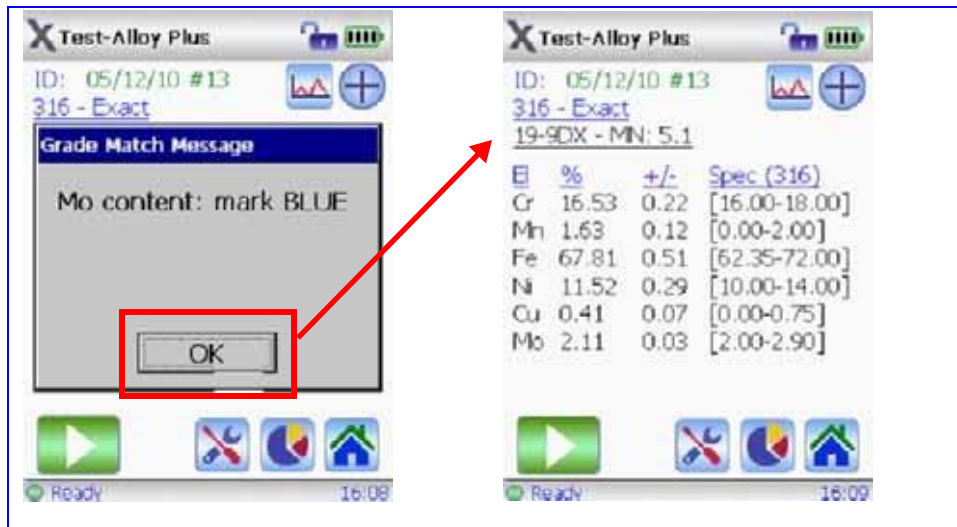 Test-Alloy Plus
ID: 05/12/10 #13
316 - Exact
Grade Match Message
Mo content: mark BLUE
OK
Ready 16:08
Test-Alloy Plus
ID: 05/12/10 #13
316 - Exact
19-9DX - MN: 5.1
El % +/- Spec (316)
Cr 16.53 0.22 [16.00-18.00]
Mn 1.63 0.12 [0.00-2.00]
Fe 67.81 0.51 [62.35-72.00]
Ni 11.52 0.29 [10.00-14.00]
Cu 0.41 0.07 [0.00-0.75]
Mo 2.11 0.03 [2.00-2.90]
Ready 16:09